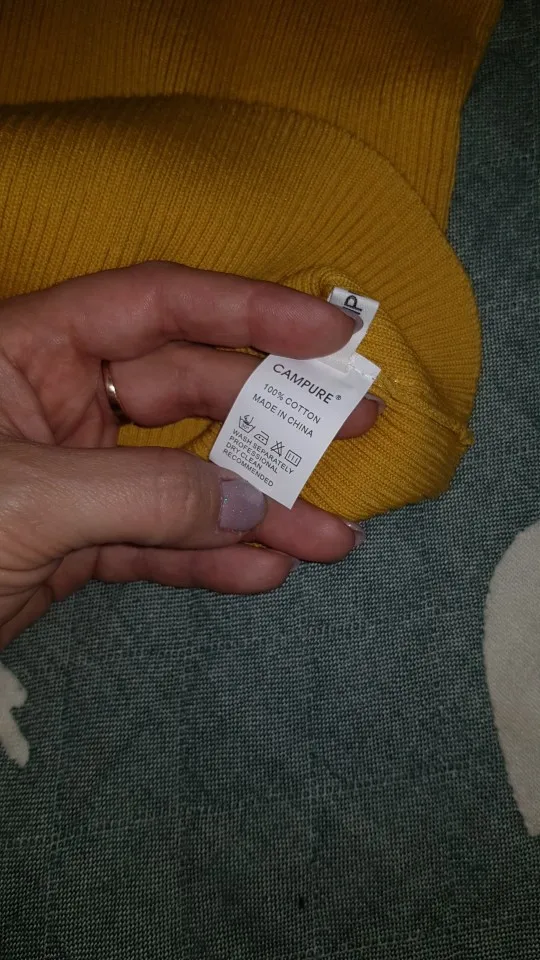 CAMPURE®
100% COTTON
MADE IN CHINA
WASH SEPARATELY
PROFESSIONAL
DRY CLEAN
RECOMMENDED